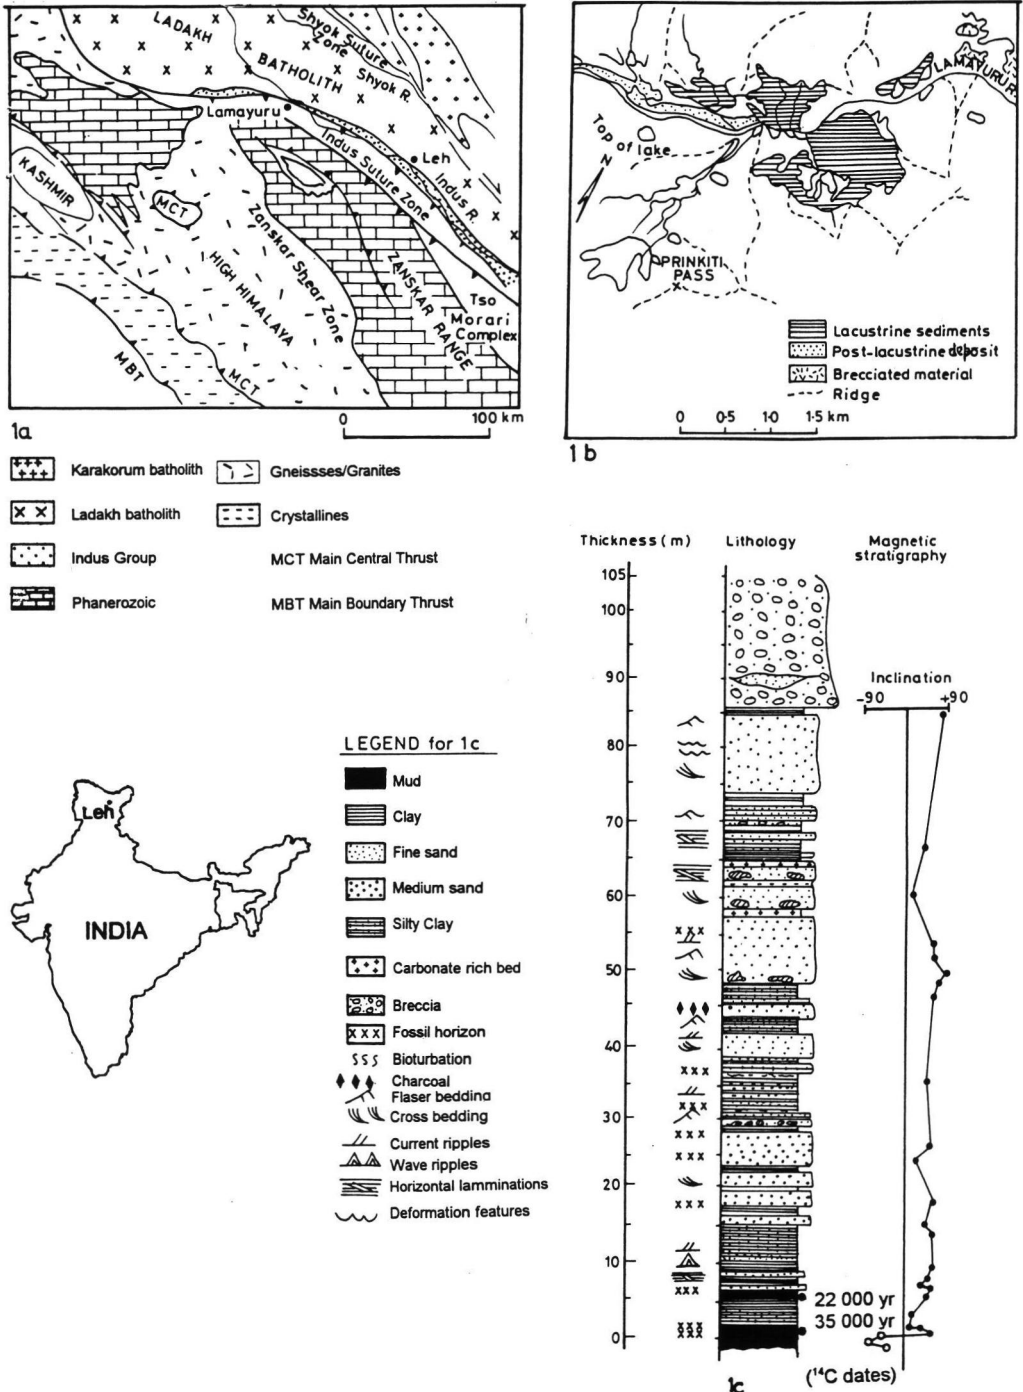 LADAKH
BATHOLITH
Shyok Suture
Zone
Shyok R.
Lamayuru
Indus Suture Zone
Leh
Indus R.
KASHMIR
MCT
Zanskar Shear Zone
HIGH HIMALAYA
ZANSKAR RANGE
Tso
Morari
Complex
MBT
MCT
1a
0 100 km
Karakorum batholith
Gneissses/Granites
Ladakh batholith
Crystallines
Indus Group
MCT Main Central Thrust
Phanerozoic
MBT Main Boundary Thrust
LAMAYURU R.
Top of lake
N
PRINKITI
PASS
Lacustrine sediments
Post-lacustrine deposit
Brecciated material
Ridge
0 0·5 1·0 1·5 km
1b
Leh
INDIA
LEGEND for 1c
Mud
Clay
Fine sand
Medium sand
Silty Clay
Carbonate rich bed
Breccia
Fossil horizon
Bioturbation
Charcoal
Flaser bedding
Cross bedding
Current ripples
Wave ripples
Horizontal lamminations
Deformation features
Thickness (m) Lithology Magnetic
stratigraphy
105
100
90
80
70
60
50
40
30
20
10
0
Inclination
-90 +90
22 000 yr
35 000 yr
(¹⁴C dates)
1c